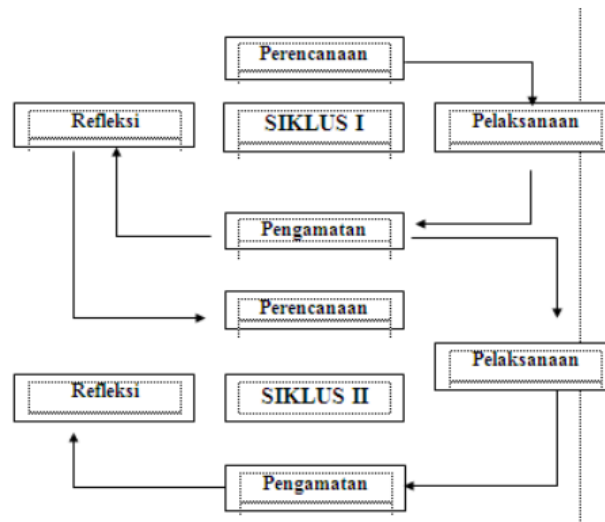 Perencanaan
Refleksi
SIKLUS I
Pelaksanaan
Pengamatan
Perencanaan
Pelaksanaan
Refleksi
SIKLUS II
Pengamatan